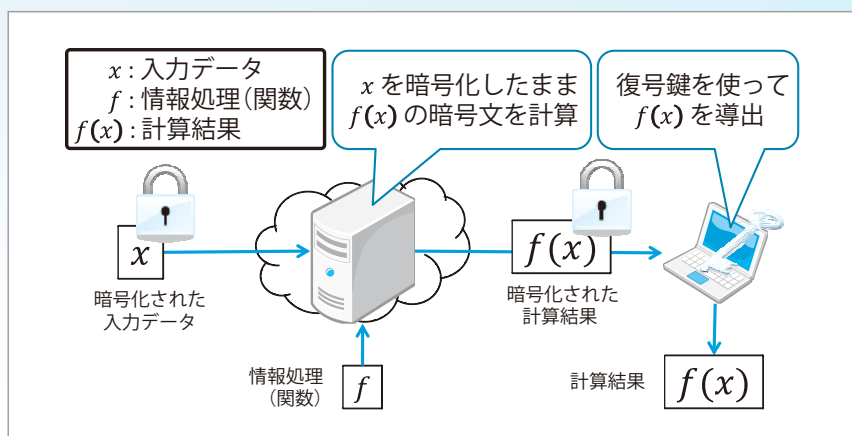 x : 入力データ
f : 情報処理(関数)
f(x) : 計算結果
x を暗号化したまま
f(x) の暗号文を計算
復号鍵を使って
f(x) を導出
x
f(x)
暗号化された
入力データ
暗号化された
計算結果
情報処理
(関数)
f
計算結果
f(x)